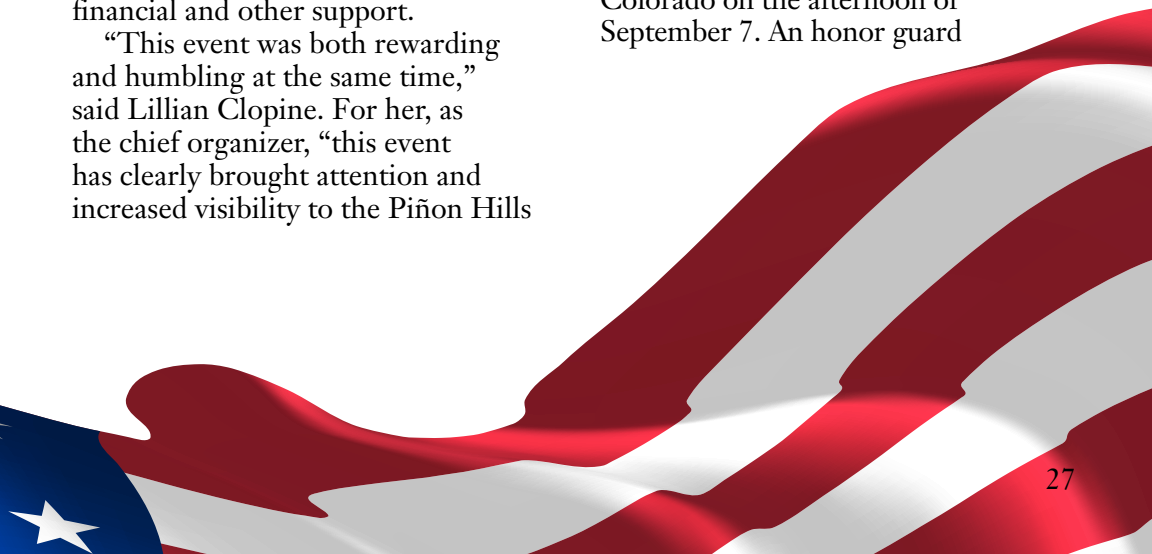 financial and other support.
“This event was both rewarding
and humbling at the same time,”
said Lillian Clopine. For her, as
the chief organizer, “this event
has clearly brought attention and
increased visibility to the Piñon Hills
Colorado on the afternoon of
September 7. An honor guard
27